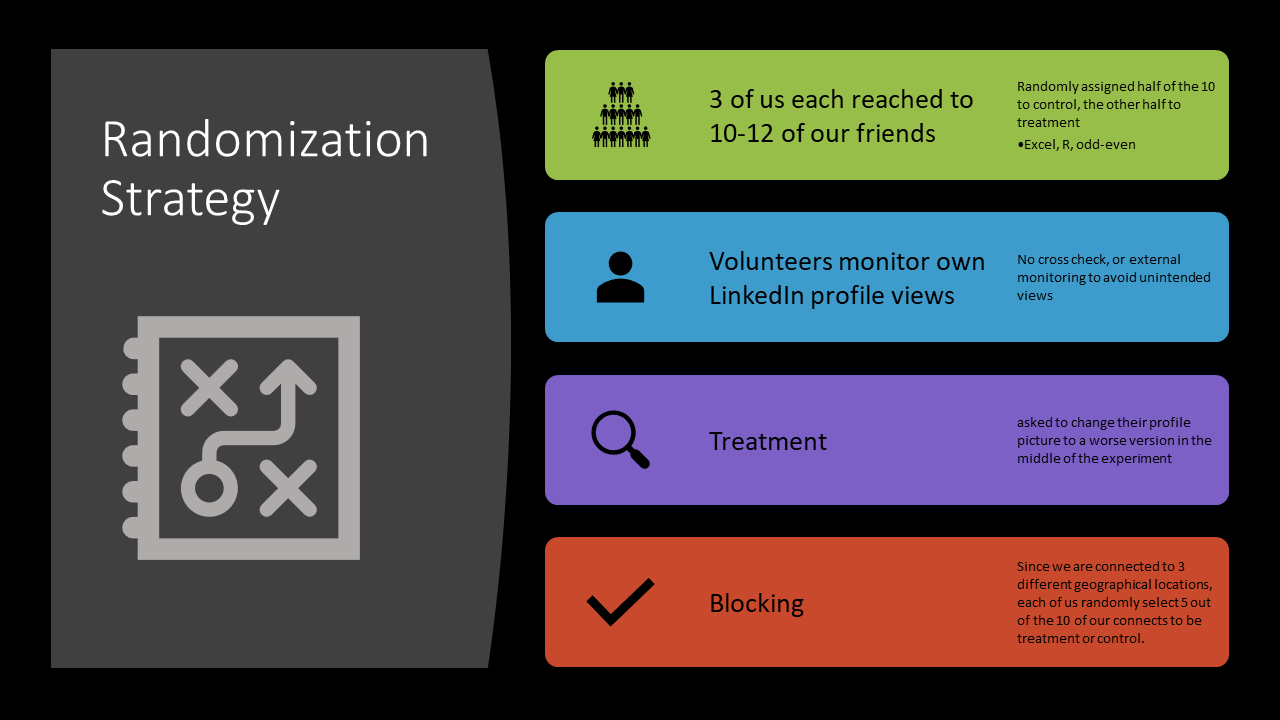 Randomization
Strategy
3 of us each reached to
10-12 of our friends
Randomly assigned half of the 10
to control, the other half to
treatment
•Excel, R, odd-even
Volunteers monitor own
LinkedIn profile views
No cross check, or external
monitoring to avoid unintended
views
Treatment
asked to change their profile
picture to a worse version in the
middle of the experiment
Blocking
Since we are connected to 3
different geographical locations,
each of us randomly select 5 out
of the 10 of our connects to be
treatment or control.